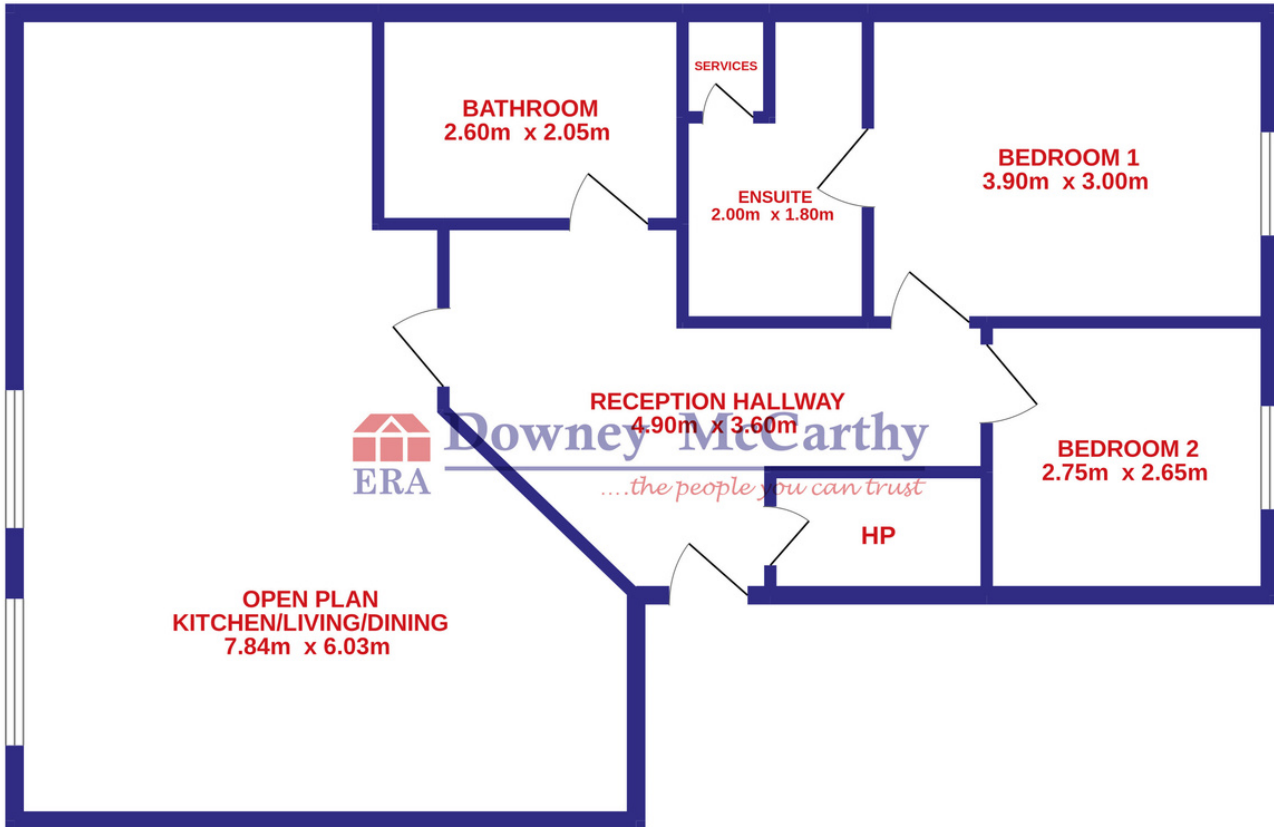 SERVICES
BATHROOM
2.60m x 2.05m
BEDROOM 1
3.90m x 3.00m
ENSUITE
2.00m x 1.80m
RECEPTION HALLWAY
4.90m x 3.60m
Downey McCarthy
ERA
....the people you can trust
BEDROOM 2
2.75m x 2.65m
HP
OPEN PLAN
KITCHEN/LIVING/DINING
7.84m x 6.03m